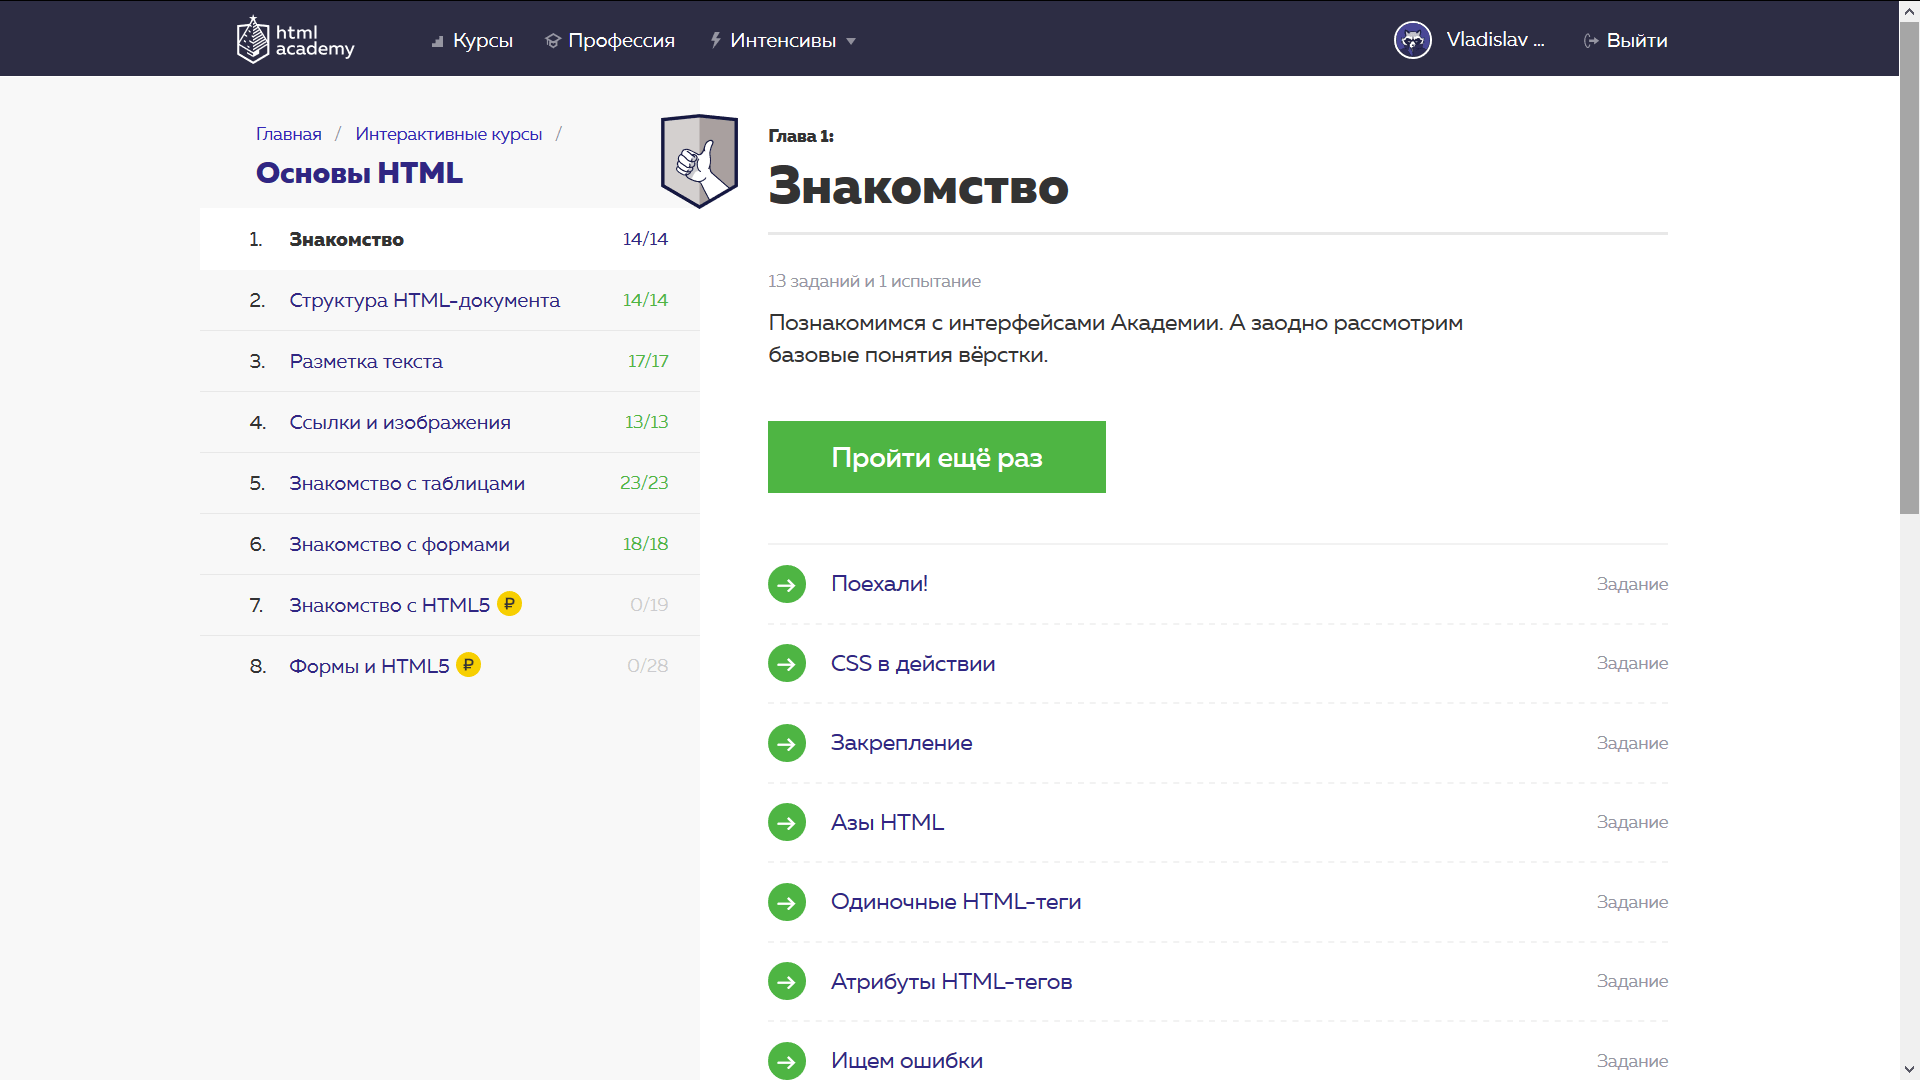 html academy
Курсы
Профессия
Интенсивы
Vladislav ...
Выйти
Главная / Интерактивные курсы /
Основы HTML
1. Знакомство 14/14
2. Структура HTML-документа 14/14
3. Разметка текста 17/17
4. Ссылки и изображения 13/13
5. Знакомство с таблицами 23/23
6. Знакомство с формами 18/18
7. Знакомство с HTML5 ₽ 0/19
8. Формы и HTML5 ₽ 0/28
Глава 1:
Знакомство
13 заданий и 1 испытание
Познакомимся с интерфейсами Академии. А заодно рассмотрим
базовые понятия вёрстки.
Пройти ещё раз
Поехали! Задание
CSS в действии Задание
Закрепление Задание
Азы HTML Задание
Одиночные HTML-теги Задание
Атрибуты HTML-тегов Задание
Ищем ошибки Задание